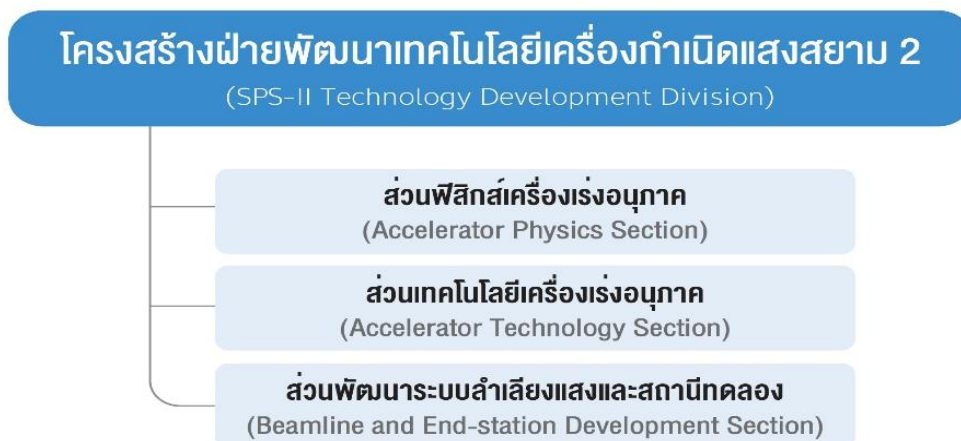 โครงสร้างฝ่ายพัฒนาเทคโนโลยีเครื่องกำเนิดแสงสยาม 2
(SPS-II Technology Development Division)
ส่วนฟิสิกส์เครื่องเร่งอนุภาค
(Accelerator Physics Section)
ส่วนเทคโนโลยีเครื่องเร่งอนุภาค
(Accelerator Technology Section)
ส่วนพัฒนาระบบลำเลียงแสงและสถานีทดลอง
(Beamline and End-station Development Section)